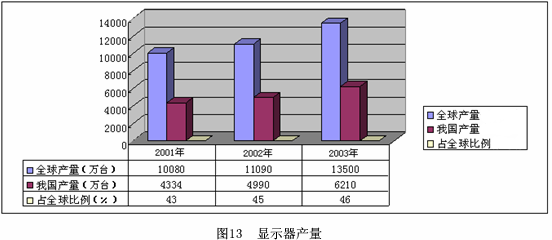 14000
12000
10000
8000
6000
4000
2000
0
全球产量
我国产量
占全球比例
2001年 2002年 2003年
全球产量(万台) 10080 11090 13500
我国产量(万台) 4334 4990 6210
占全球比例(%) 43 45 46
图13 显示器产量